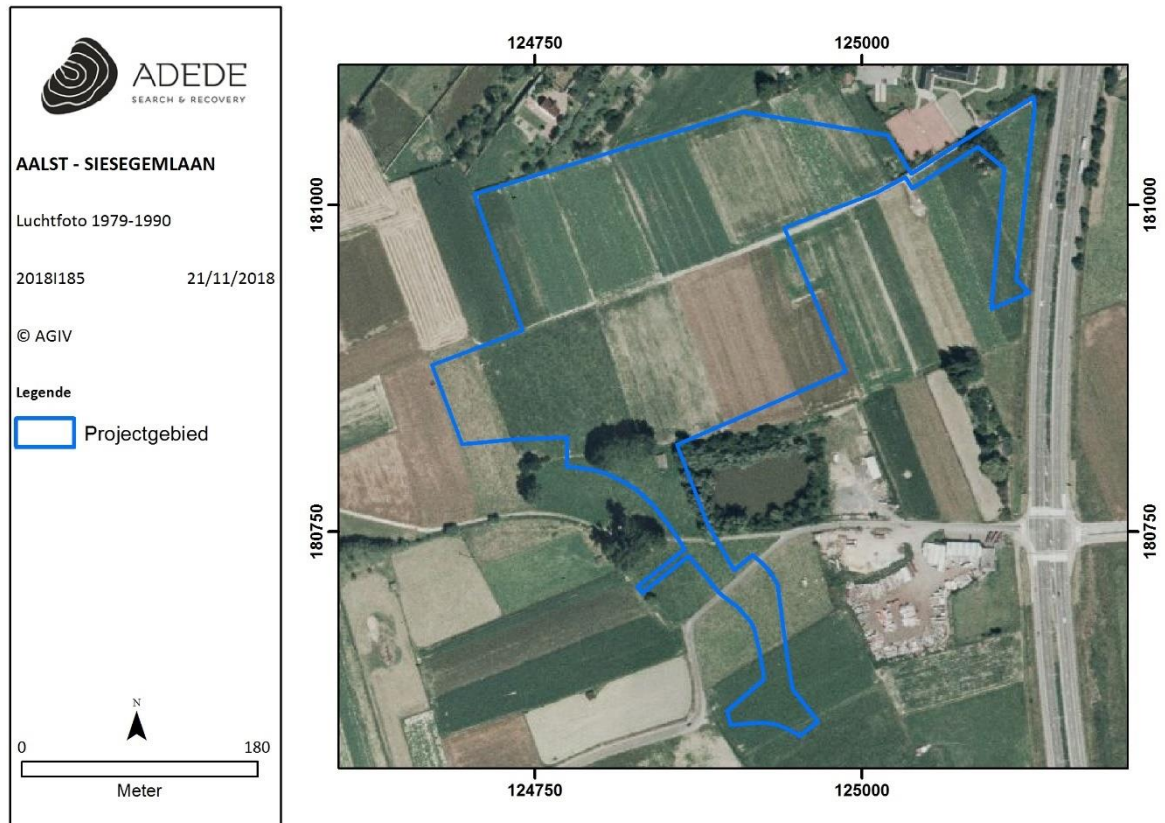 ADEDE
SEARCH & RECOVERY
AALST - SIESEGEMLAAN
Luchtfoto 1979-1990
2018I185 21/11/2018
© AGIV
Legende
Projectgebied
N
0 180
Meter
124750 125000
181000 181000
180750 180750
124750 125000